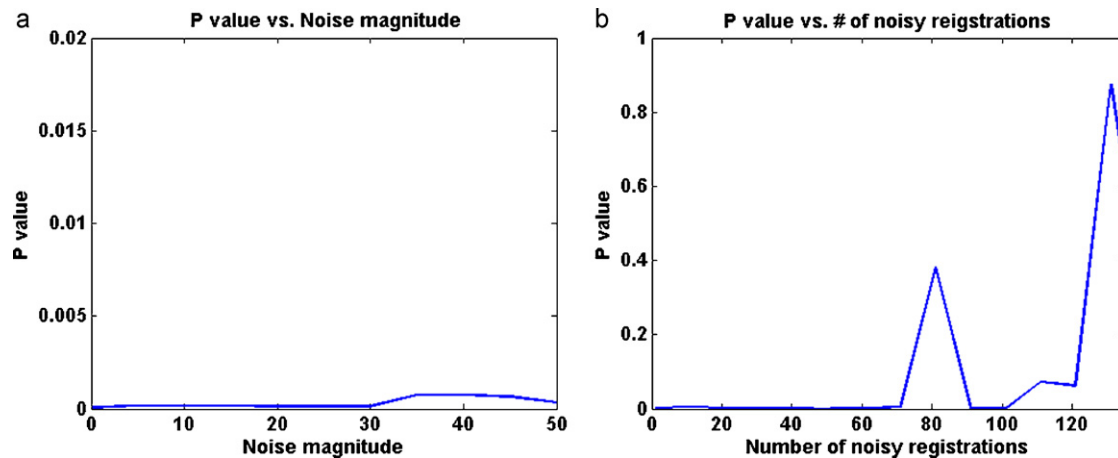 a
P value vs. Noise magnitude
0.02
0.015
0.01
0.005
0
P value
0 10 20 30 40 50
Noise magnitude
b
P value vs. # of noisy reigstrations
1
0.8
0.6
0.4
0.2
0
P value
0 20 40 60 80 100 120
Number of noisy registrations